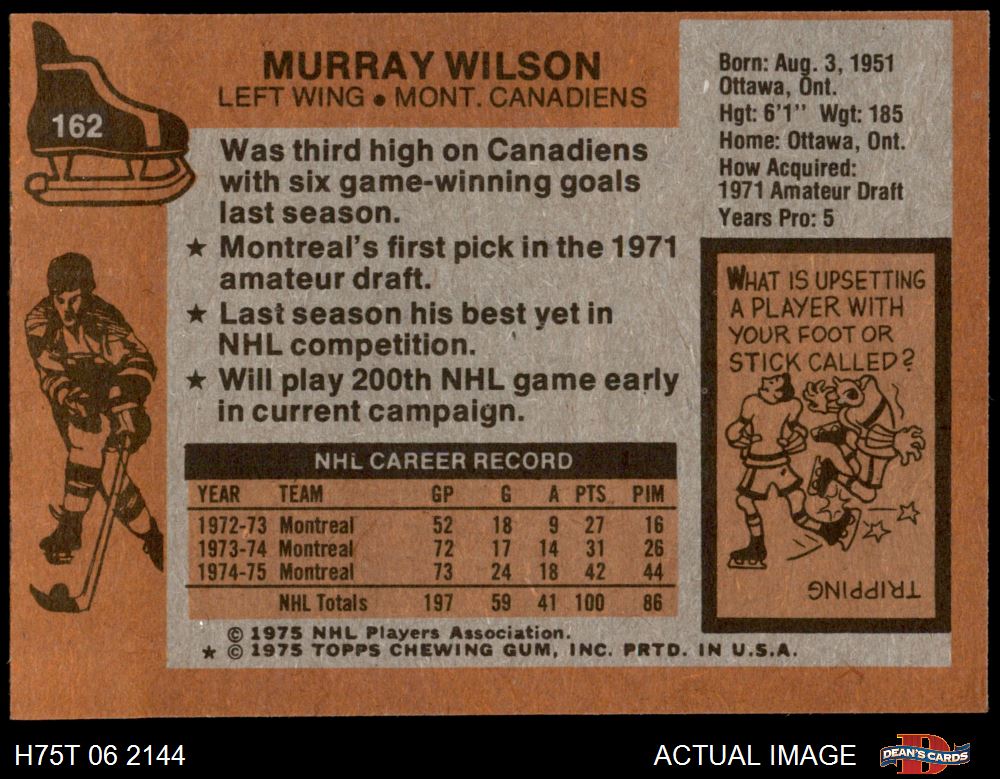 162
MURRAY WILSON
LEFT WING • MONT. CANADIENS
Was third high on Canadiens
with six game-winning goals
last season.
★ Montreal's first pick in the 1971
amateur draft.
★ Last season his best yet in
NHL competition.
★ Will play 200th NHL game early
in current campaign.
NHL CAREER RECORD
YEAR TEAM GP G A PTS PIM
1972-73 Montreal 52 18 9 27 16
1973-74 Montreal 72 17 14 31 26
1974-75 Montreal 73 24 18 42 44
NHL Totals 197 59 41 100 86
© 1975 NHL Players Association.
★ © 1975 TOPPS CHEWING GUM, INC. PRTD. IN U.S.A.
Born: Aug. 3, 1951
Ottawa, Ont.
Hgt: 6'1" Wgt: 185
Home: Ottawa, Ont.
How Acquired:
1971 Amateur Draft
Years Pro: 5
WHAT IS UPSETTING
A PLAYER WITH
YOUR FOOT OR
STICK CALLED?
TRIPPING
H75T 06 2144
ACTUAL IMAGE
DEAN'S CARDS